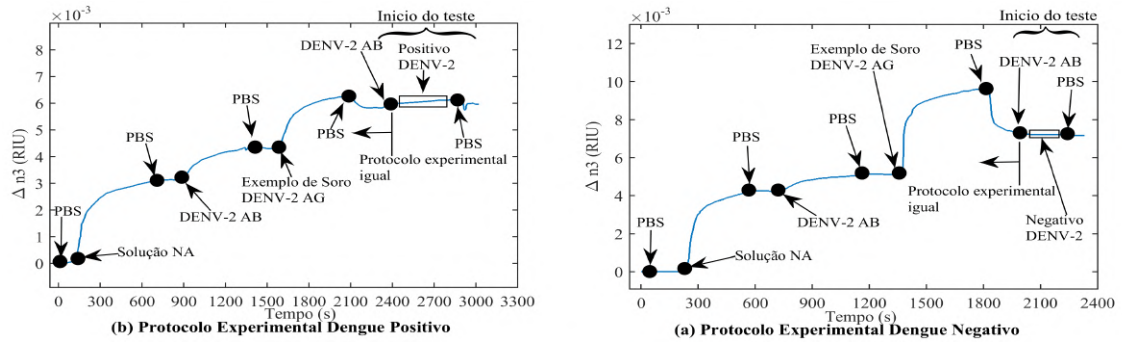 ×10⁻³
Inicio do teste
DENV-2 AB
Positivo
DENV-2
PBS
PBS
PBS
PBS
PBS
Exemplo de Soro
DENV-2 AG
Protocolo experimental
igual
DENV-2 AB
Solução NA
Δ n3 (RIU)
8
7
6
5
4
3
2
1
0
0 300 600 900 1200 1500 1800 2100 2400 2700 3000 3300
Tempo (s)
(b) Protocolo Experimental Dengue Positivo
×10⁻³
Inicio do teste
PBS
DENV-2 AB
Exemplo de Soro
DENV-2 AG
PBS
PBS
PBS
PBS
DENV-2 AB
Protocolo experimental
igual
Solução NA
Negativo
DENV-2
Δ n3 (RIU)
12
10
8
6
4
2
0
0 300 600 900 1200 1500 1800 2100 2400
Tempo (s)
(a) Protocolo Experimental Dengue Negativo